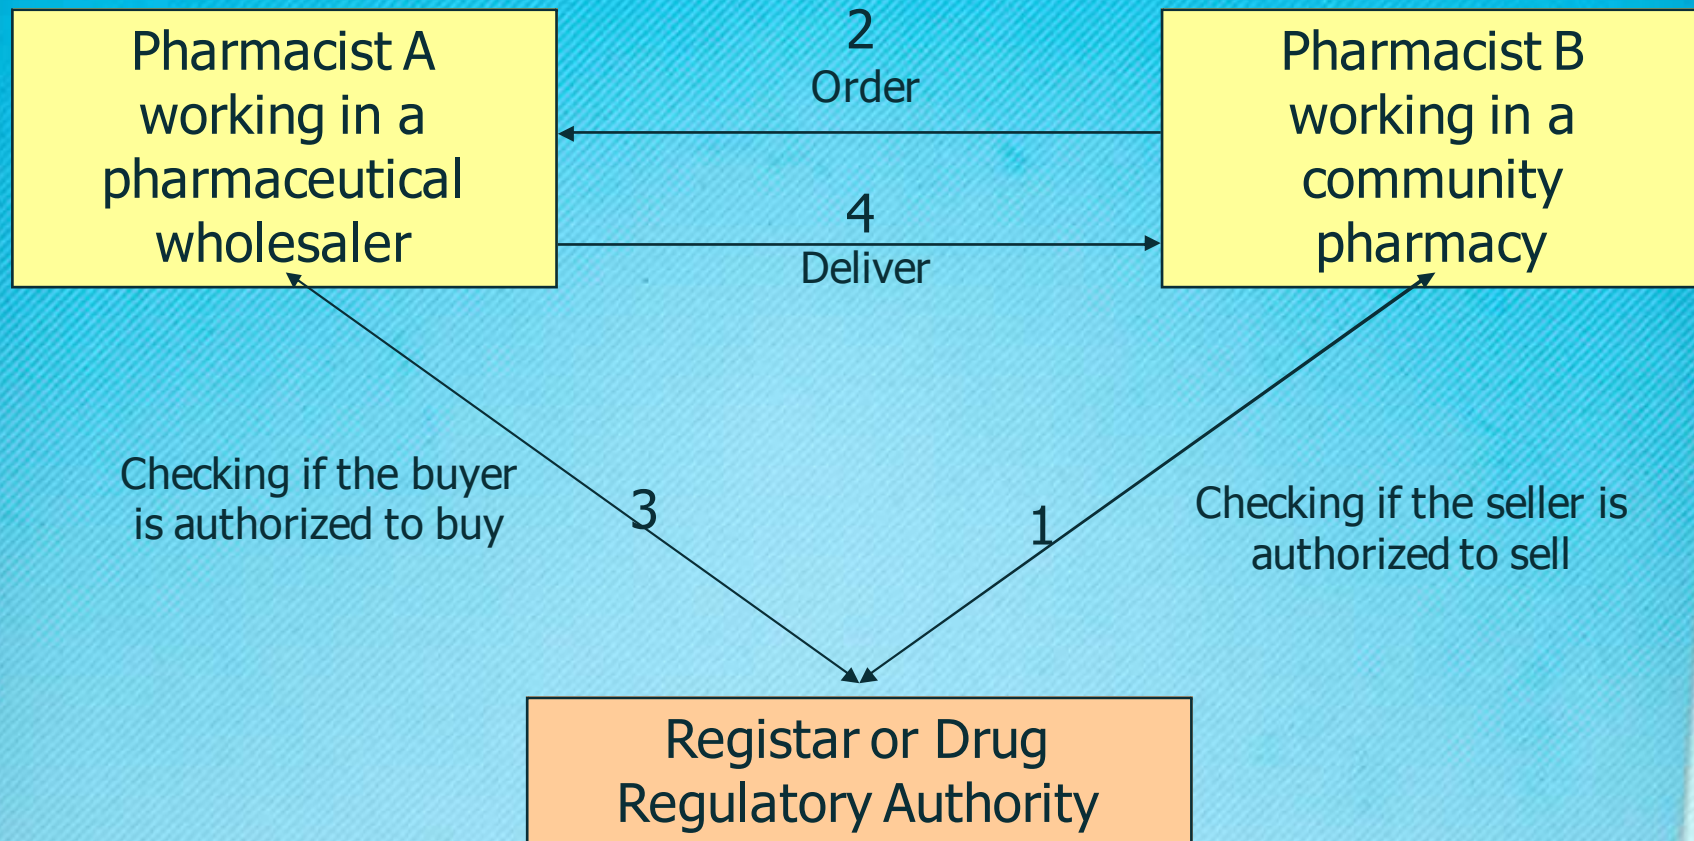 Pharmacist A
working in a
pharmaceutical
wholesaler
2
Order
4
Deliver
Pharmacist B
working in a
community
pharmacy
Checking if the buyer
is authorized to buy
3
1
Checking if the seller is
authorized to sell
Registar or Drug
Regulatory Authority